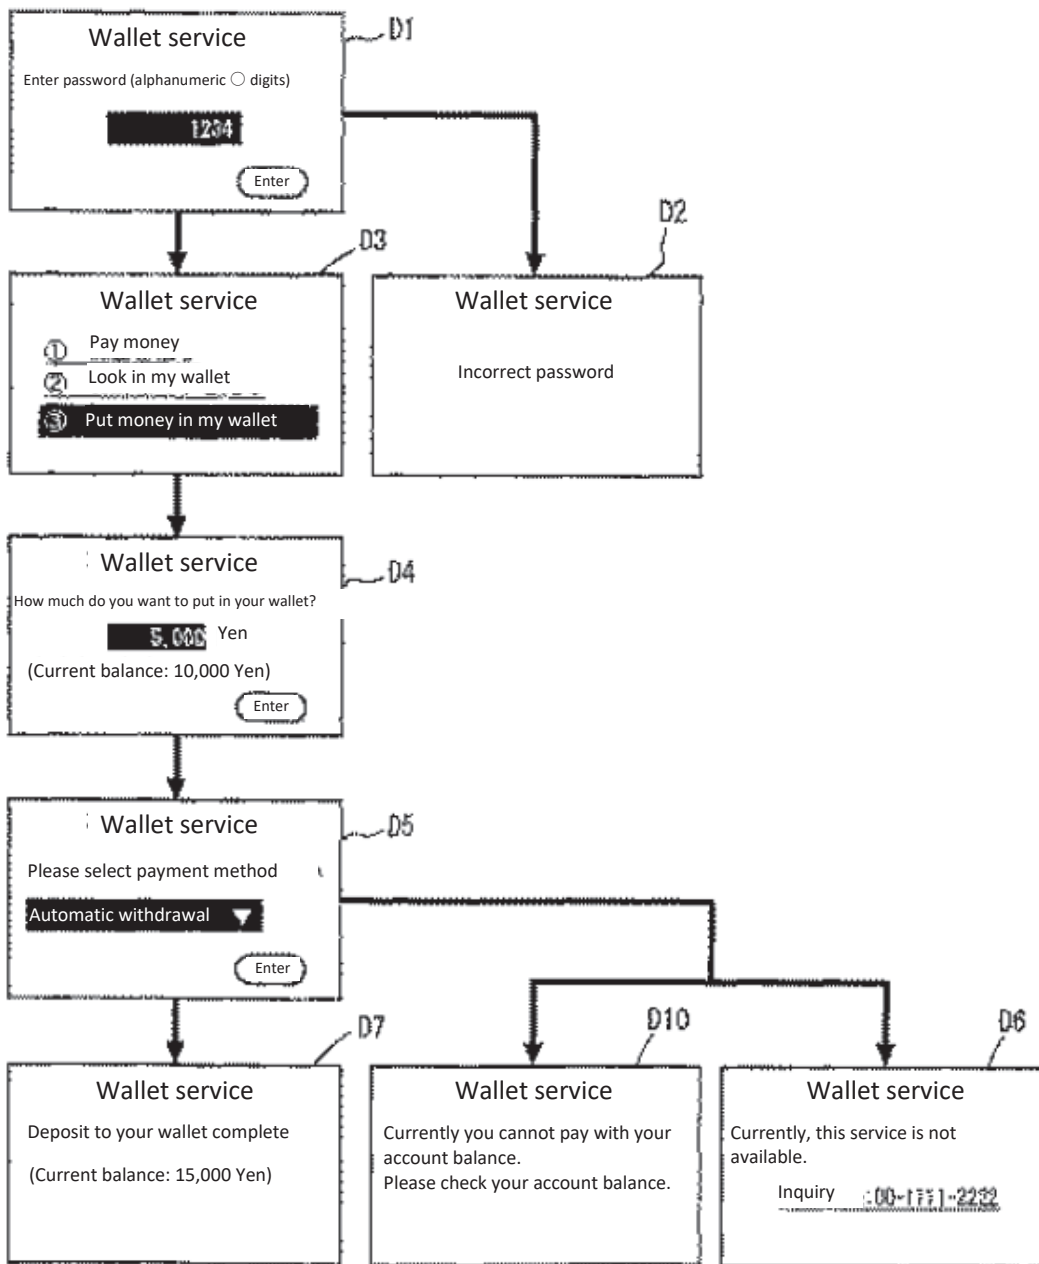 Wallet service
D1
Enter password (alphanumeric ○ digits)
1234
Enter
D2
D3
Wallet service
① Pay money
② Look in my wallet
③ Put money in my wallet
Wallet service
Incorrect password
Wallet service
D4
How much do you want to put in your wallet?
5,000 Yen
(Current balance: 10,000 Yen)
Enter
Wallet service
D5
Please select payment method
Automatic withdrawal ▼
Enter
D7
D10
D6
Wallet service
Deposit to your wallet complete
(Current balance: 15,000 Yen)
Wallet service
Currently you cannot pay with your
account balance.
Please check your account balance.
Wallet service
Currently, this service is not
available.
Inquiry